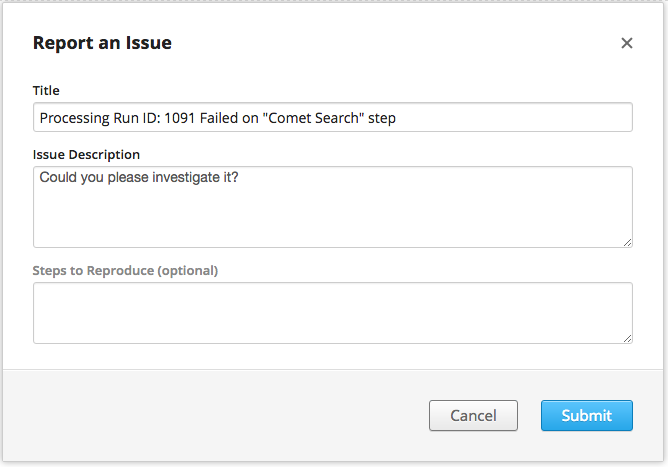 Report an Issue
×
Title
Processing Run ID: 1091 Failed on "Comet Search" step
Issue Description
Could you please investigate it?
Steps to Reproduce (optional)
Cancel
Submit